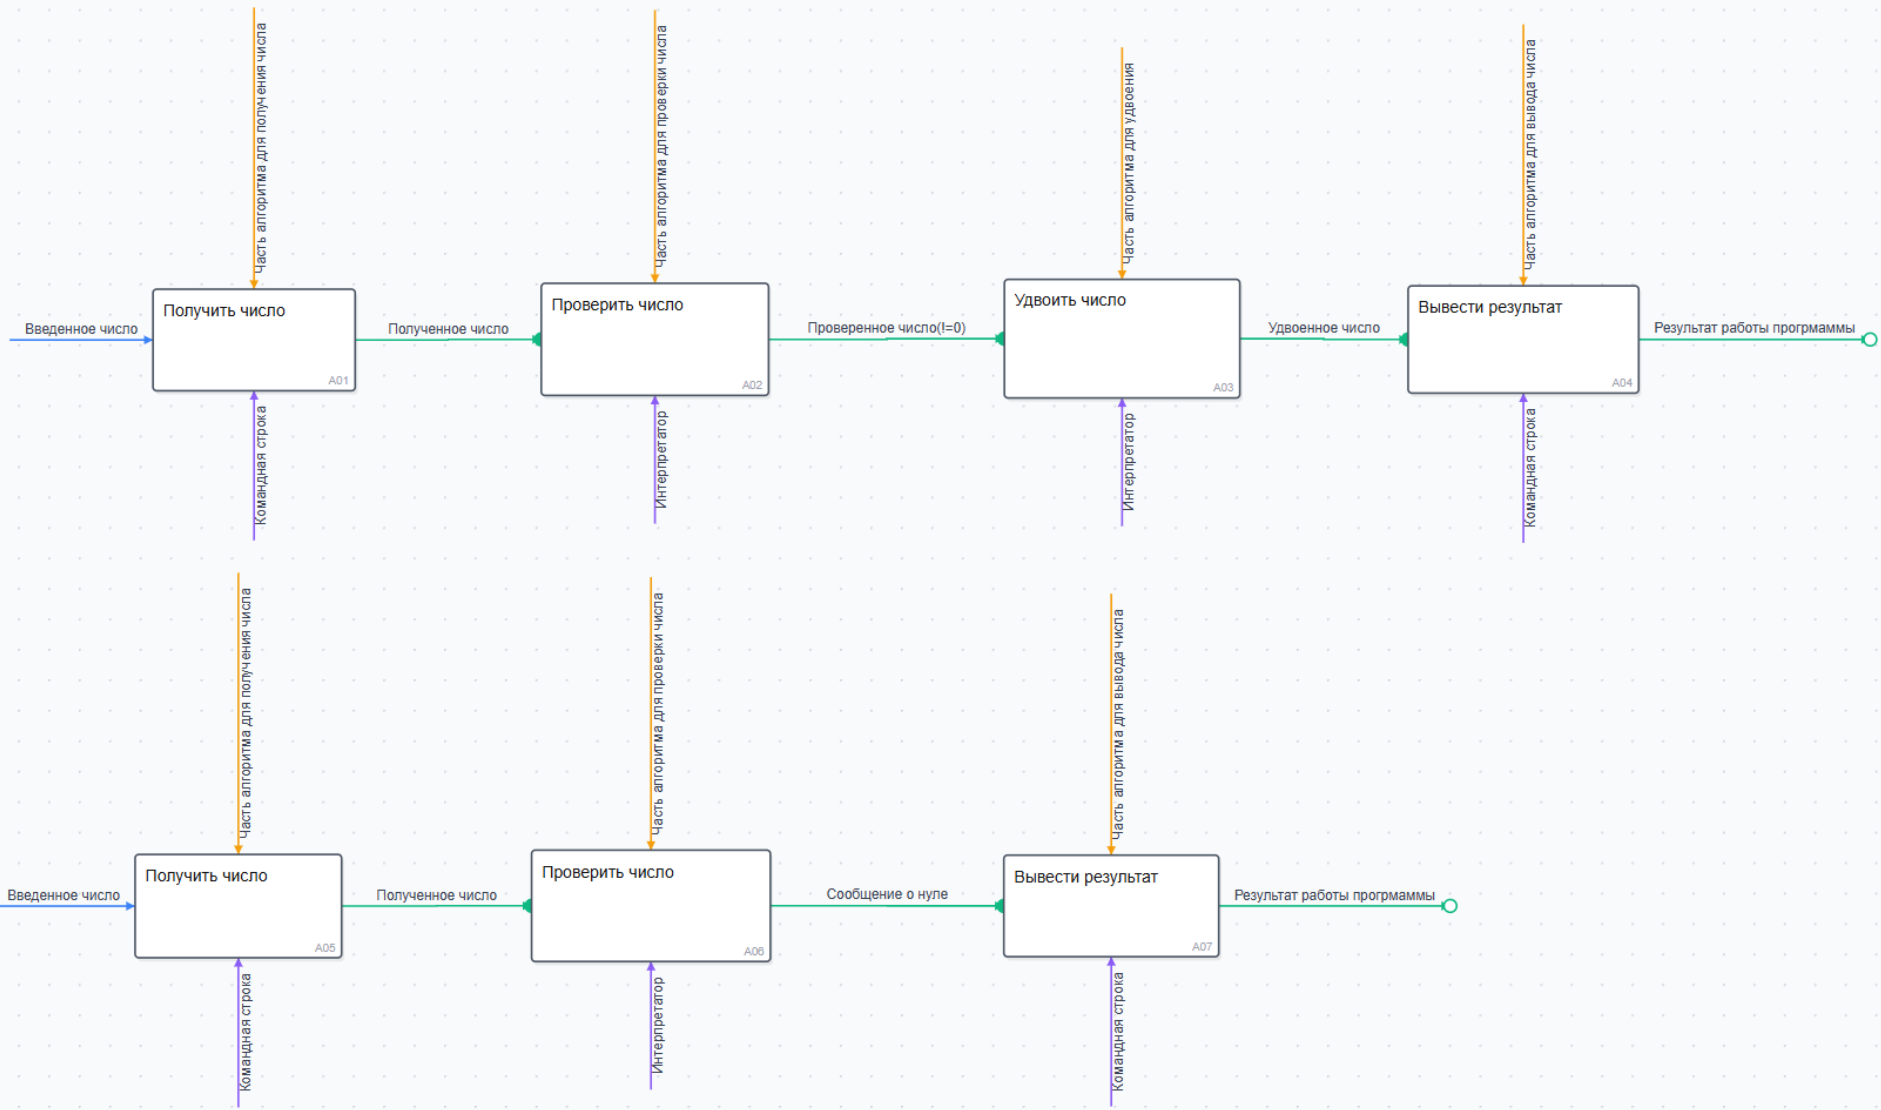 Часть алгоритма для получения числа
Часть алгоритма для проверки числа
Часть алгоритма для удвоения
Часть алгоритма для вывода числа
Введенное число
Получить число
A01
Полученное число
Проверить число
A02
Проверенное число(!=0)
Удвоить число
A03
Удвоенное число
Вывести результат
A04
Результат работы прогрмаммы
Командная строка
Интерпретатор
Интерпретатор
Командная строка
Часть алгоритма для получения числа
Часть алгоритма для проверки числа
Часть алгоритма для вывода числа
Введенное число
Получить число
A05
Полученное число
Проверить число
A06
Сообщение о нуле
Вывести результат
A07
Результат работы прогрмаммы
Командная строка
Интерпретатор
Командная строка